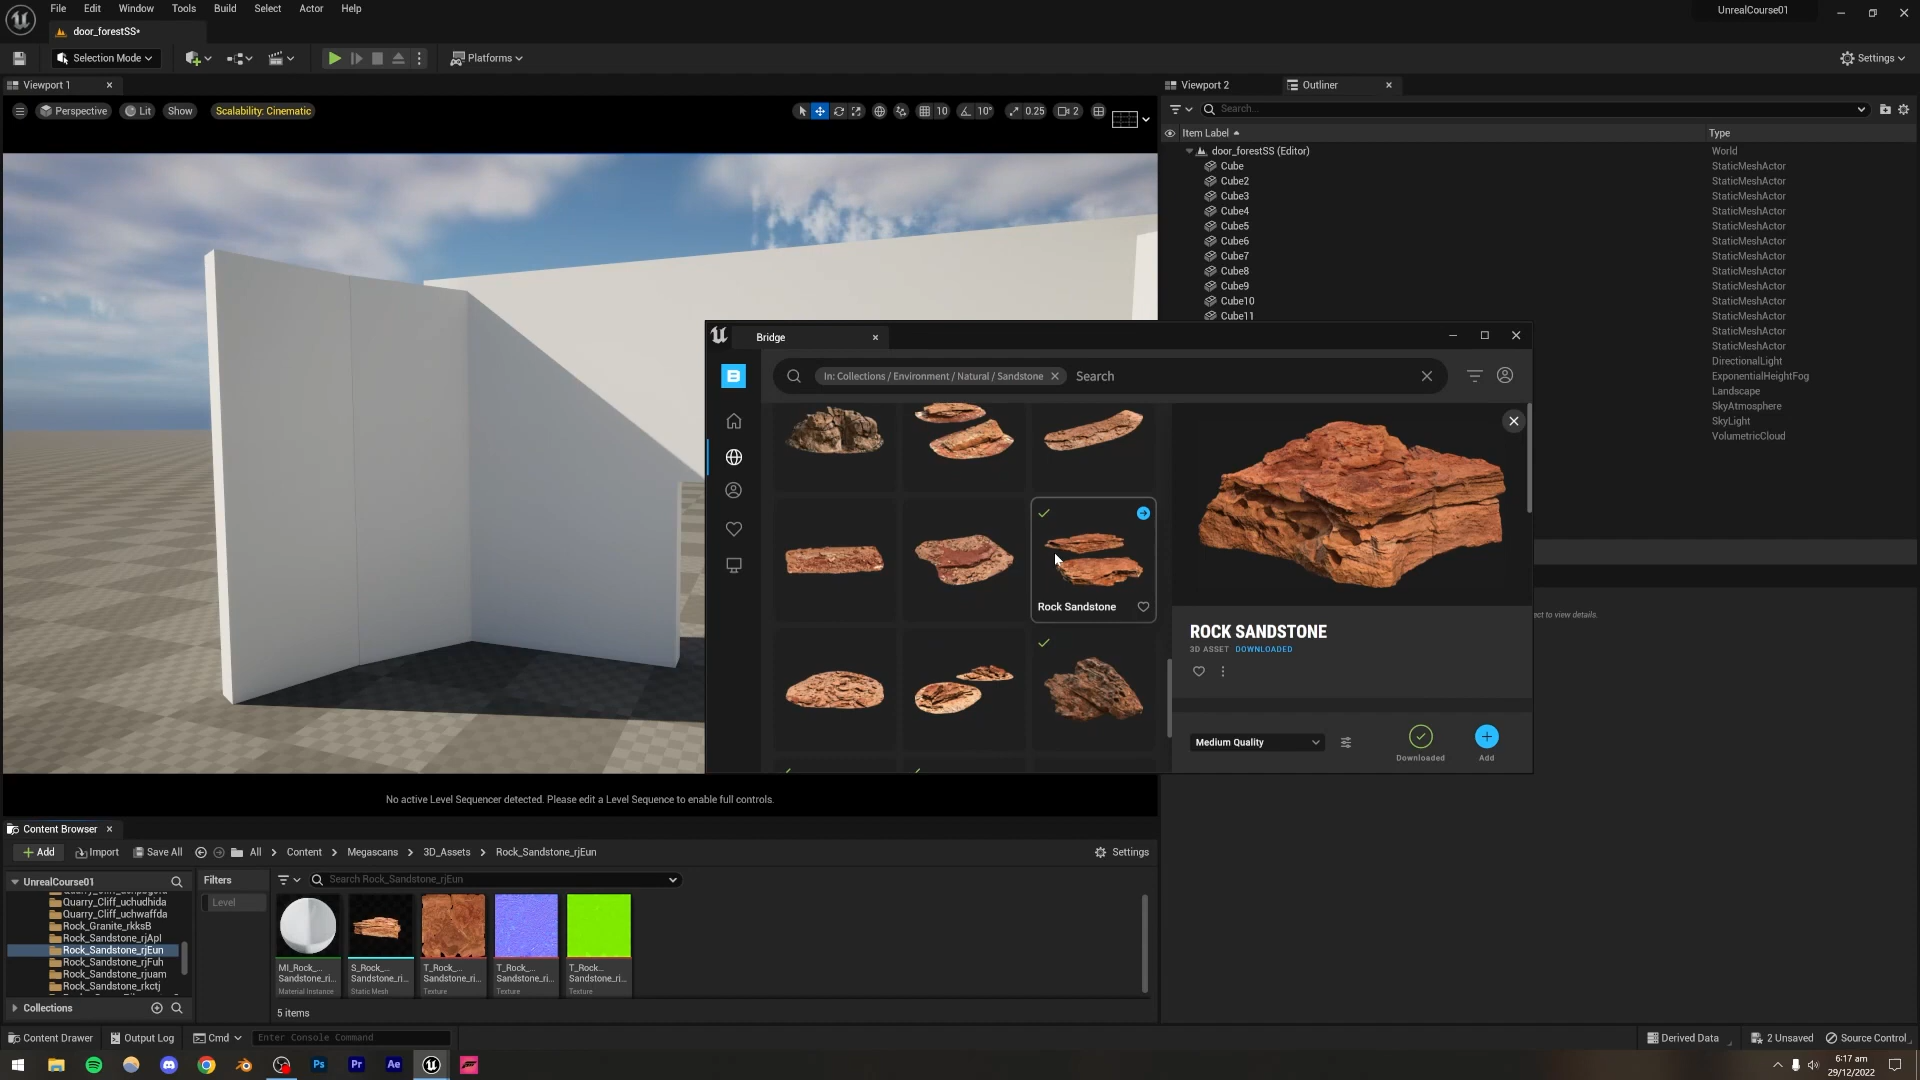 File Edit Window Tools Build Select Actor Help
UnrealCourse01
door_forestSS*
Selection Mode
Platforms
Settings
Viewport 1
Viewport 2
Outliner
Perspective
Lit
Show
Scalability: Cinematic
10
10°
0.25
2
Search...
Item Label
Type
door_forestSS (Editor)
World
Cube
StaticMeshActor
Cube2
StaticMeshActor
Cube3
StaticMeshActor
Cube4
StaticMeshActor
Cube5
StaticMeshActor
Cube6
StaticMeshActor
Cube7
StaticMeshActor
Cube8
StaticMeshActor
Cube9
StaticMeshActor
Cube10
StaticMeshActor
Cube11
StaticMeshActor
StaticMeshActor
StaticMeshActor
DirectionalLight
ExponentialHeightFog
Landscape
SkyAtmosphere
SkyLight
VolumetricCloud
Bridge
In: Collections / Environment / Natural / Sandstone
Search
Rock Sandstone
ROCK SANDSTONE
3D ASSET DOWNLOADED
Medium Quality
Downloaded
Add
to view details.
No active Level Sequencer detected. Please edit a Level Sequence to enable full controls.
Content Browser
Add
Import
Save All
All > Content > Megascans > 3D_Assets > Rock_Sandstone_rjEun
Settings
UnrealCourse01
Filters
Search Rock_Sandstone_rjEun
Level
Quarry_Cliff_uchudhida
Quarry_Cliff_uchwaffda
Rock_Granite_rkksB
Rock_Sandstone_rjApI
Rock_Sandstone_rjEun
Rock_Sandstone_rjFuh
Rock_Sandstone_rjuam
Rock_Sandstone_rkctj
MI_Rock_...
Sandstone_ri...
Material Instance
S_Rock_...
Sandstone_ri...
Static Mesh
T_Rock_...
Sandstone_ri...
Texture
T_Rock_...
Sandstone_ri...
Texture
T_Rock...
Sandstone_ri...
Texture
Collections
5 items
Content Drawer
Output Log
Cmd
Enter Console Command
Derived Data
2 Unsaved
Source Control
Ps
Pr
Ae
6:17 am
29/12/2022